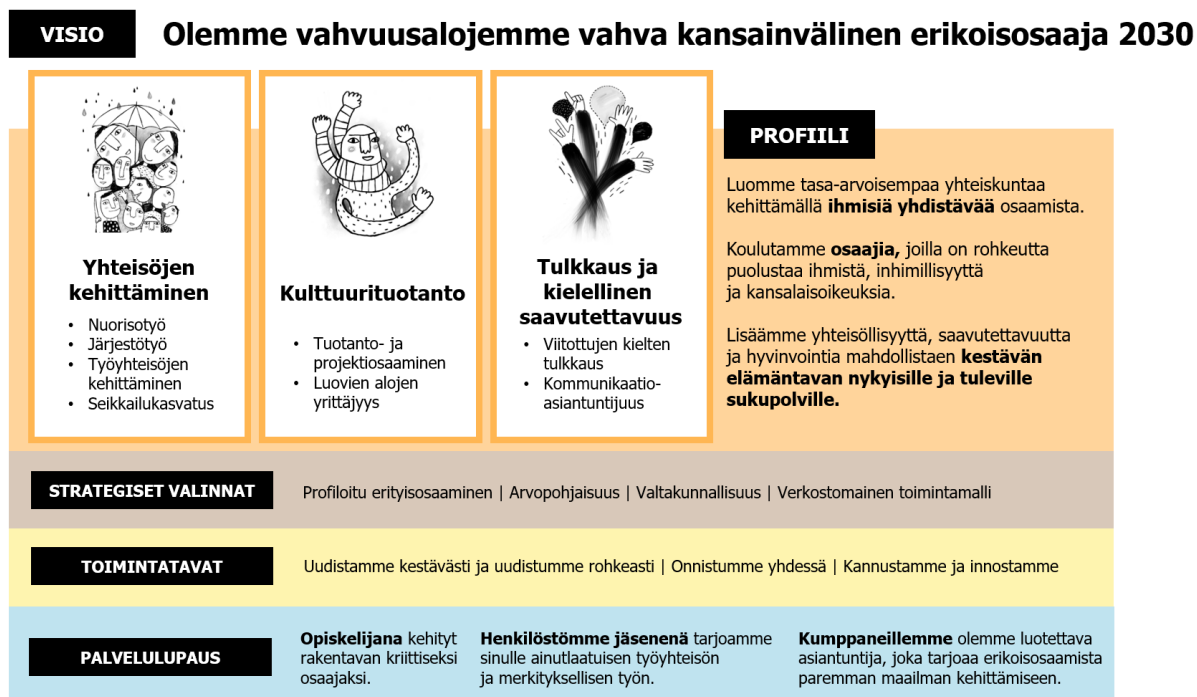 VISIO
Olemme vahvuusalojemme vahva kansainvälinen erikoisosaaja 2030
Yhteisöjen
kehittäminen
• Nuorisotyö
• Järjestötyö
• Työyhteisöjen
kehittäminen
• Seikkailukasvatus
Kulttuurituotanto
• Tuotanto- ja
projektiosaaminen
• Luovien alojen
yrittäjyys
Tulkkaus ja
kielellinen
saavutettavuus
• Viitottujen kielten
tulkkaus
• Kommunikaatio-
asiantuntijuus
PROFIILI
Luomme tasa-arvoisempaa yhteiskuntaa
kehittämällä ihmisiä yhdistävää osaamista.
Koulutamme osaajia, joilla on rohkeutta
puolustaa ihmistä, inhimillisyyttä
ja kansalaisoikeuksia.
Lisäämme yhteisöllisyyttä, saavutettavuutta
ja hyvinvointia mahdollistaen kestävän
elämäntavan nykyisille ja tuleville
sukupolville.
STRATEGISET VALINNAT
Profiloitu erityisosaaminen | Arvopohjaisuus | Valtakunnallisuus | Verkostomainen toimintamalli
TOIMINTATAVAT
Uudistamme kestävästi ja uudistumme rohkeasti | Onnistumme yhdessä | Kannustamme ja innostamme
PALVELULUPAUS
Opiskelijana kehityt
rakentavan kriittiseksi
osaajaksi.
Henkilöstömme jäsenenä tarjoamme
sinulle ainutlaatuisen työyhteisön
ja merkityksellisen työn.
Kumppaneillemme olemme luotettava
asiantuntija, joka tarjoaa erikoisosaamista
paremman maailman kehittämiseen.